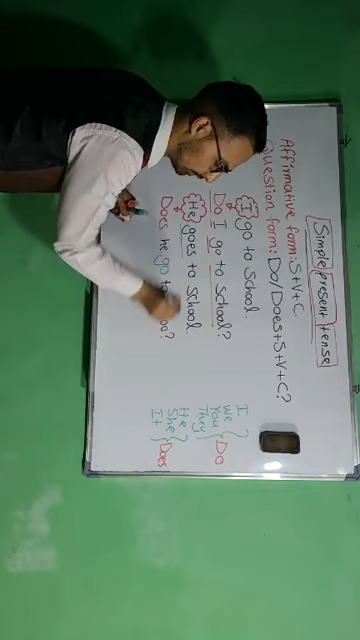 Simple present tense
Affirmative form: S+V+C.
Question form: Do/Does+S+V+C?
I go to School.
Do I go to School?
He goes to School.
Does he go to
I
We
You
They
Do
He
She
It
Does